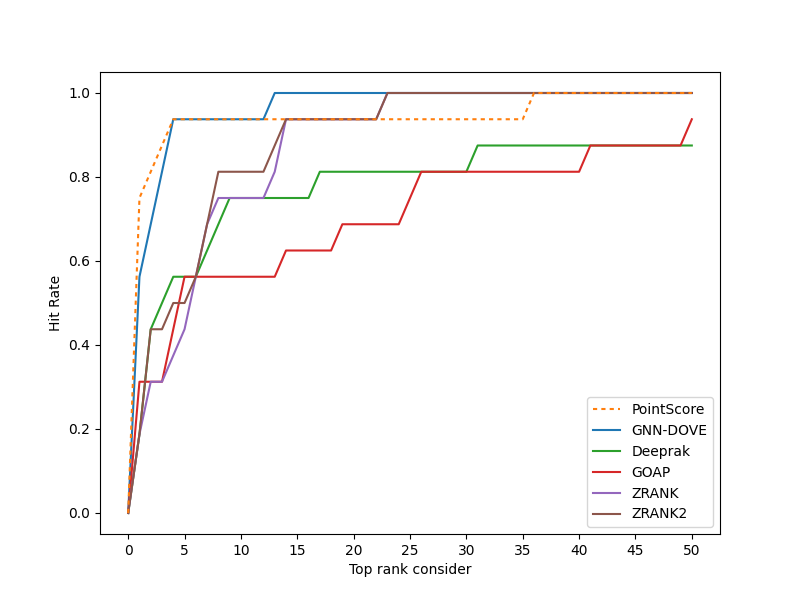 1.0
0.8
0.6
0.4
0.2
0.0
Hit Rate
0 5 10 15 20 25 30 35 40 45 50
Top rank consider
PointScore
GNN-DOVE
Deeprak
GOAP
ZRANK
ZRANK2